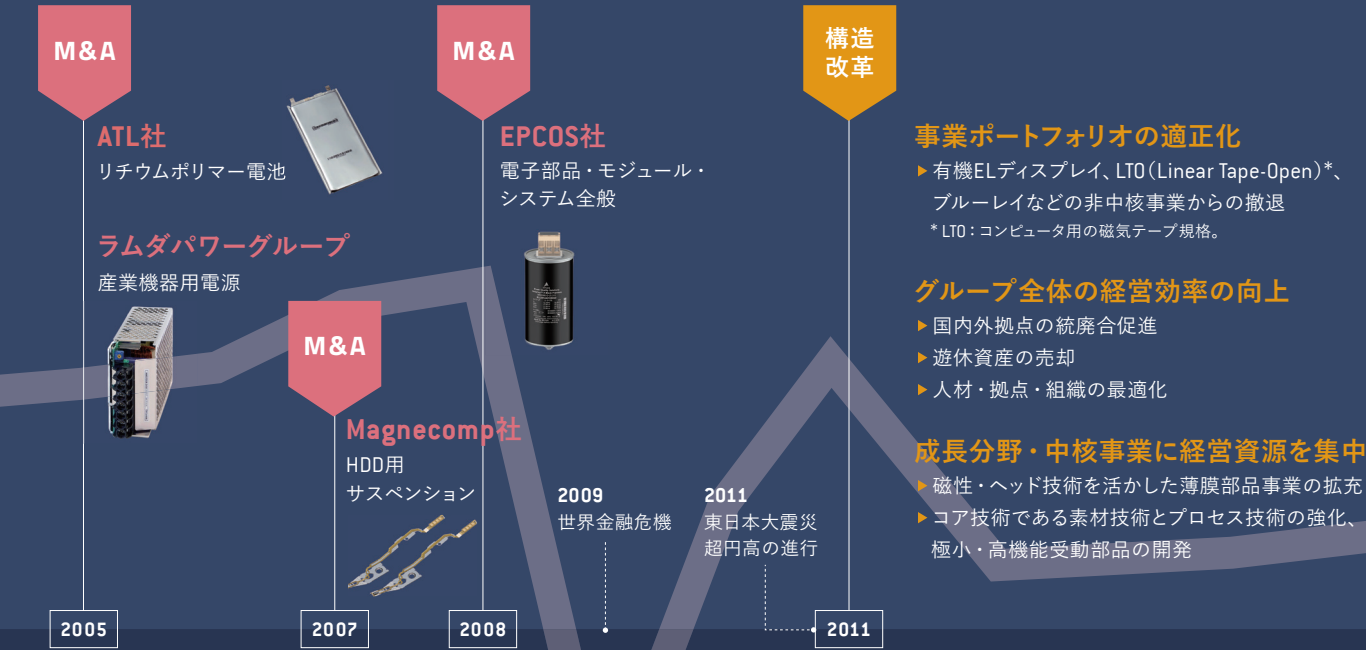 M&A
ATL社
リチウムポリマー電池
ラムダパワーグループ
産業機器用電源
2005
M&A
Magnecomp社
HDD用
サスペンション
2007
M&A
EPCOS社
電子部品・モジュール・
システム全般
2008
2009
世界金融危機
2011
東日本大震災
超円高の進行
構造
改革
2011
事業ポートフォリオの適正化
▶有機ELディスプレイ、LTO(Linear Tape-Open)*、
ブルーレイなどの非中核事業からの撤退
* LTO：コンピュータ用の磁気テープ規格。
グループ全体の経営効率の向上
▶国内外拠点の統廃合促進
▶遊休資産の売却
▶人材・拠点・組織の最適化
成長分野・中核事業に経営資源を集中
▶磁性・ヘッド技術を活かした薄膜部品事業の拡充
▶コア技術である素材技術とプロセス技術の強化、
極小・高機能受動部品の開発